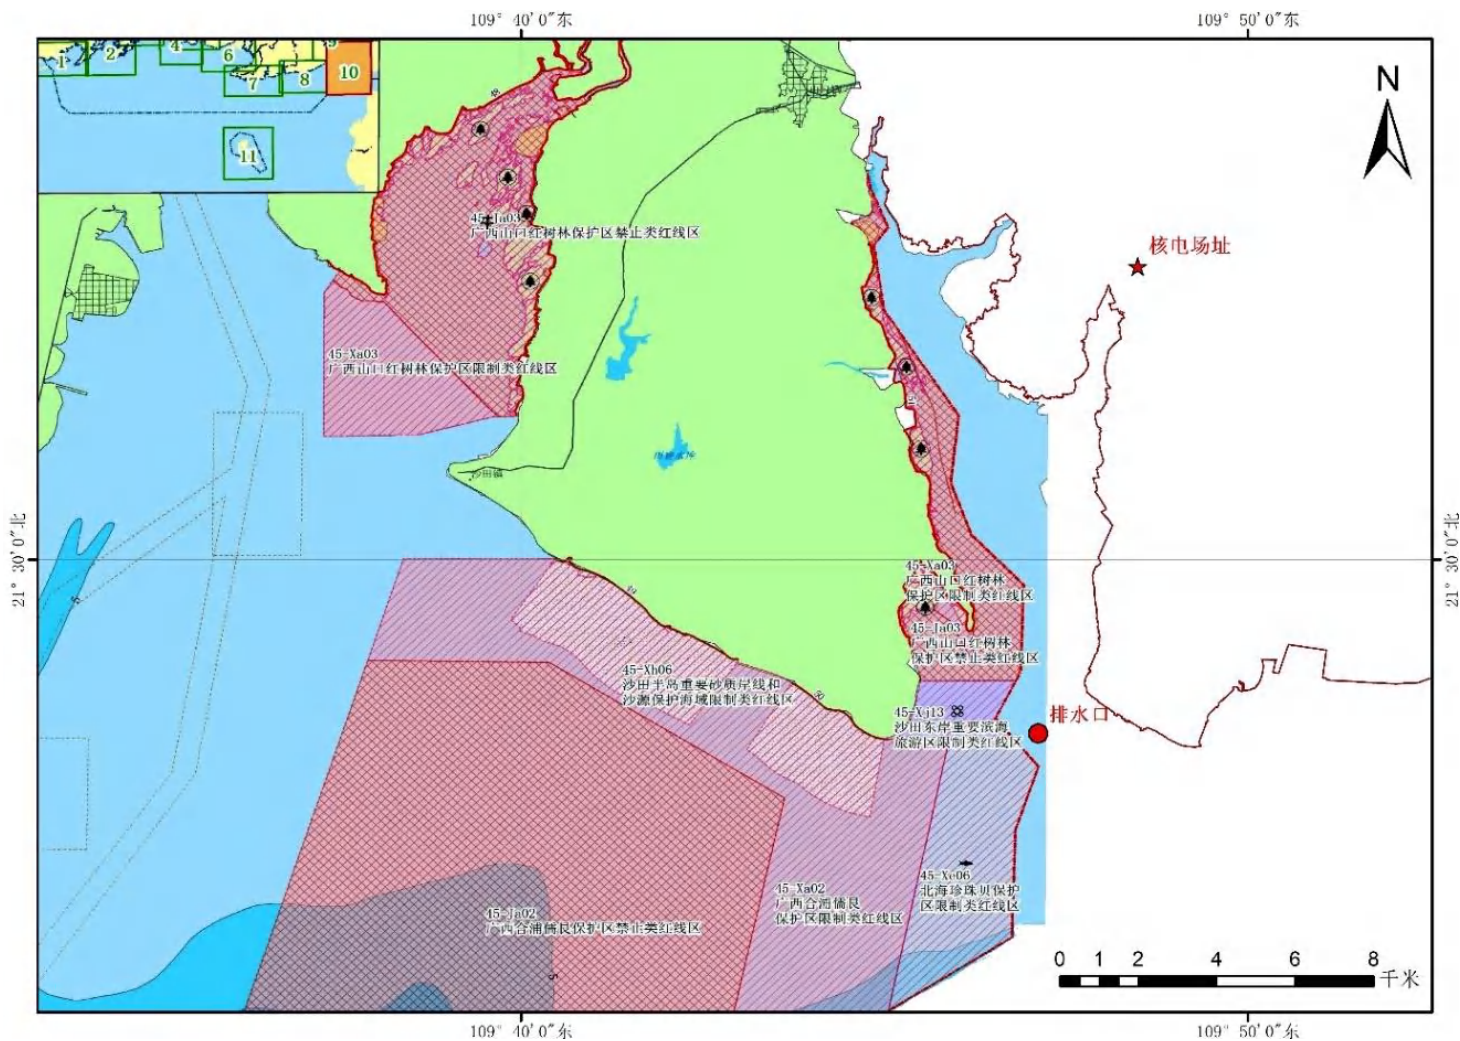 109° 40′0″东
109° 50′0″东
1
2
4
6
7
8
9
10
11
N
核电场址
45-Ja03
广西山口红树林保护区禁止类红线区
45-Xa03
广西山口红树林保护区限制类红线区
沙田镇
21° 30′0″北
21° 30′0″北
45-Xa03
广西山口红树林
保护区限制类红线区
45-Ja03
广西山口红树林
保护区禁止类红线区
45-Xh06
沙田半岛重要砂质岸线和
沙源保护海域限制类红线区
50
45-Xj13
沙田东岸重要滨海
旅游区限制类红线区
排水口
45-Xa02
广西合浦儒艮
保护区限制类红线区
45-Xc06
北海珍珠贝保护
区限制类红线区
45-Ja02
广西合浦儒艮保护区禁止类红线区
5
5
0 1 2 4 6 8
千米
109° 40′0″东
109° 50′0″东